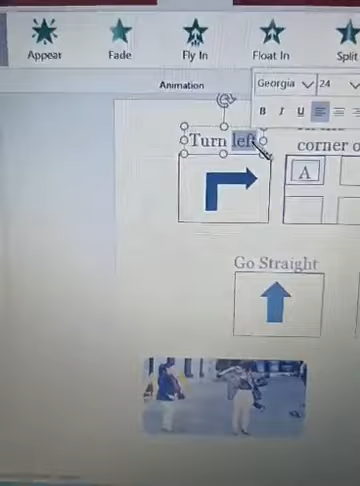 Appear Fade Fly In Float In Split
Animation
Georgia 24
B I U
Turn left
corner o
A
Go Straight